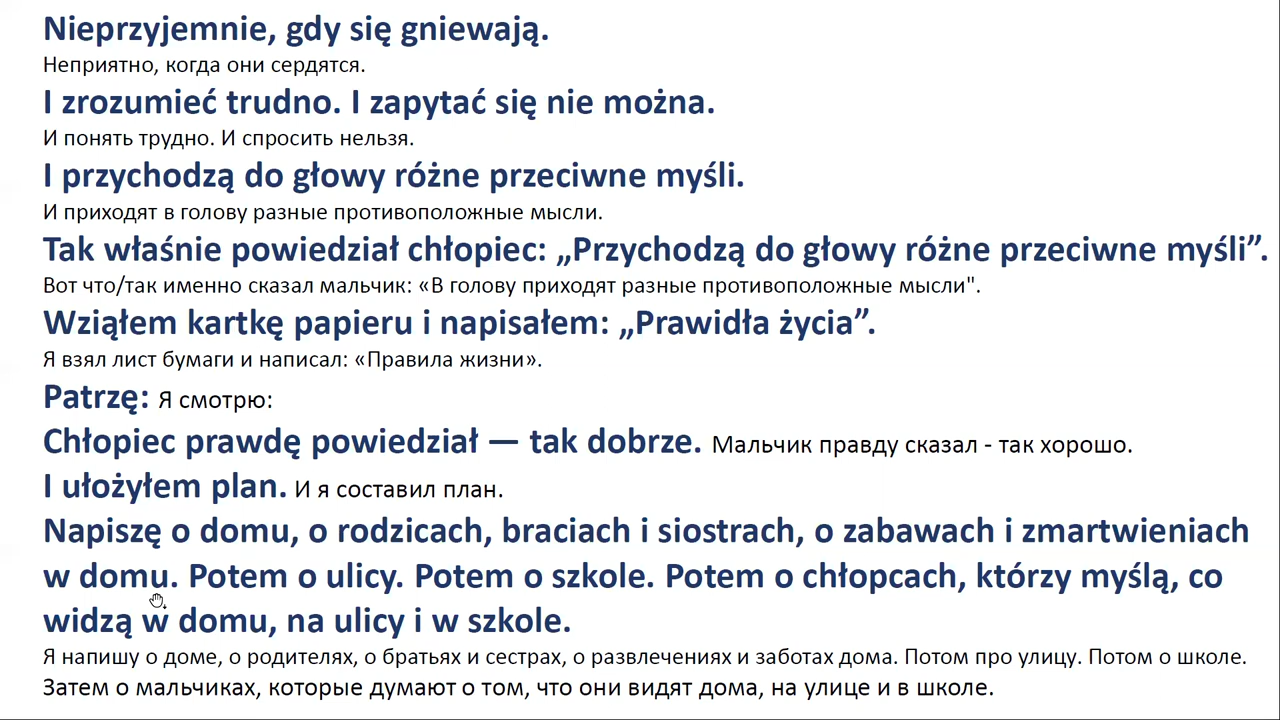 Nieprzyjemnie, gdy się gniewają.
Неприятно, когда они сердятся.
I zrozumieć trudno. I zapytać się nie można.
И понять трудно. И спросить нельзя.
I przychodzą do głowy różne przeciwne myśli.
И приходят в голову разные противоположные мысли.
Tak właśnie powiedział chłopiec: „Przychodzą do głowy różne przeciwne myśli”.
Вот что/так именно сказал мальчик: «В голову приходят разные противоположные мысли".
Wziąłem kartkę papieru i napisałem: „Prawidła życia”.
Я взял лист бумаги и написал: «Правила жизни».
Patrzę: Я смотрю:
Chłopiec prawdę powiedział — tak dobrze. Мальчик правду сказал - так хорошо.
I ułożyłem plan. И я составил план.
Napiszę o domu, o rodzicach, braciach i siostrach, o zabawach i zmartwieniach
w domu. Potem o ulicy. Potem o szkole. Potem o chłopcach, którzy myślą, co
widzą w domu, na ulicy i w szkole.
Я напишу о доме, о родителях, о братьях и сестрах, о развлечениях и заботах дома. Потом про улицу. Потом о школе.
Затем о мальчиках, которые думают о том, что они видят дома, на улице и в школе.